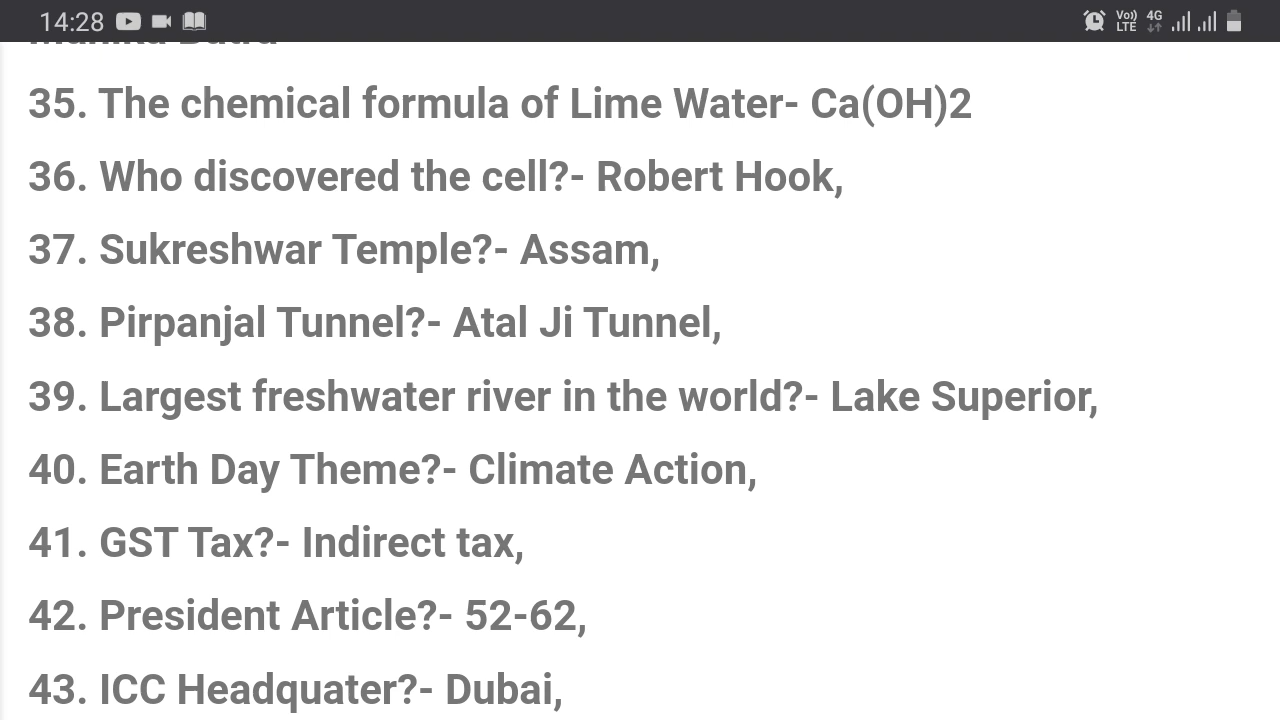 14:28 Vo) LTE 4G
35. The chemical formula of Lime Water- Ca(OH)2
36. Who discovered the cell?- Robert Hook,
37. Sukreshwar Temple?- Assam,
38. Pirpanjal Tunnel?- Atal Ji Tunnel,
39. Largest freshwater river in the world?- Lake Superior,
40. Earth Day Theme?- Climate Action,
41. GST Tax?- Indirect tax,
42. President Article?- 52-62,
43. ICC Headquater?- Dubai,